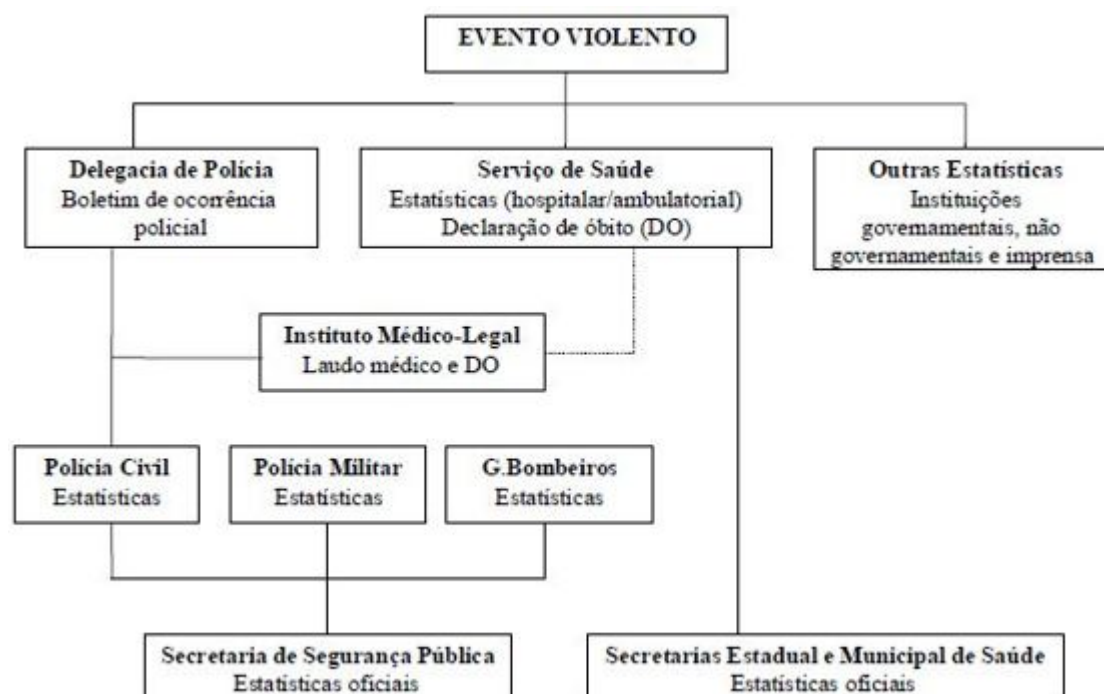 EVENTO VIOLENTO
Delegacia de Polícia
Boletim de ocorrência
policial
Serviço de Saúde
Estatísticas (hospitalar/ambulatorial)
Declaração de óbito (DO)
Outras Estatísticas
Instituições
governamentais, não
governamentais e imprensa
Instituto Médico-Legal
Laudo médico e DO
Polícia Civil
Estatísticas
Polícia Militar
Estatísticas
G.Bombeiros
Estatísticas
Secretaria de Segurança Pública
Estatísticas oficiais
Secretarias Estadual e Municipal de Saúde
Estatísticas oficiais